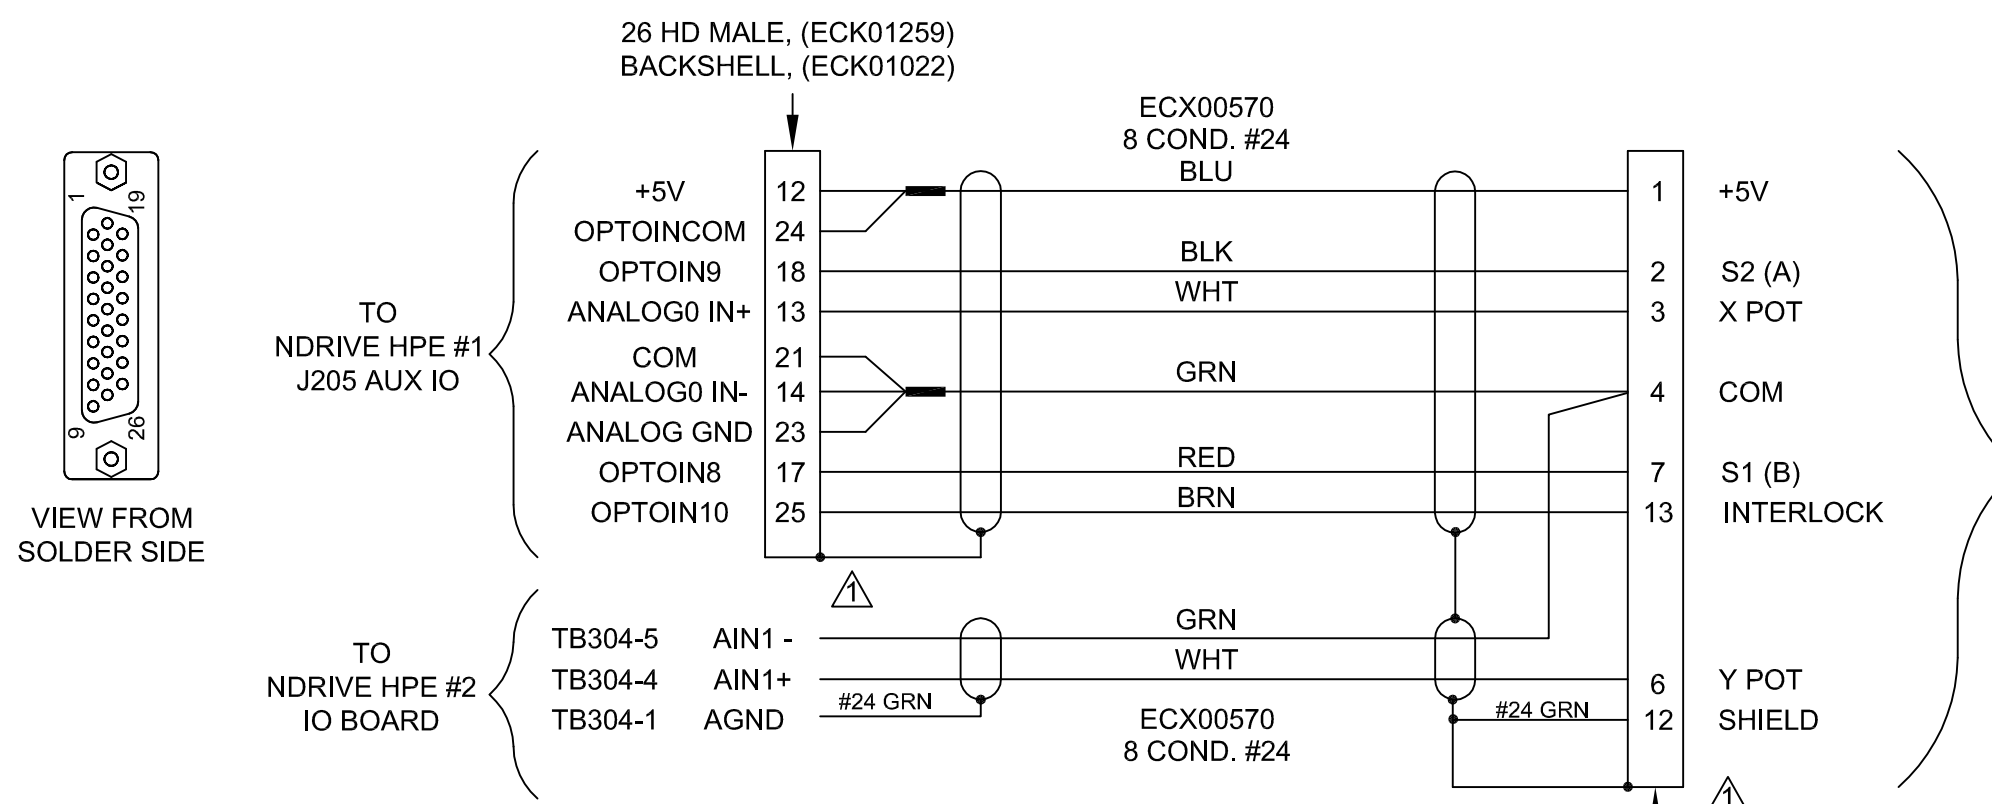 26 HD MALE, (ECK01259)
BACKSHELL, (ECK01022)
ECX00570
8 COND. #24
1
19
9
26
VIEW FROM
SOLDER SIDE
TO
NDRIVE HPE #1
J205 AUX IO
+5V 12 BLU 1 +5V
OPTOINCOM 24
OPTOIN9 18 BLK 2 S2 (A)
ANALOG0 IN+ 13 WHT 3 X POT
COM 21
ANALOG0 IN- 14 GRN 4 COM
ANALOG GND 23
OPTOIN8 17 RED 7 S1 (B)
OPTOIN10 25 BRN 13 INTERLOCK
1
TO
NDRIVE HPE #2
IO BOARD
TB304-5 AIN1 - GRN
TB304-4 AIN1+ WHT 6 Y POT
TB304-1 AGND #24 GRN #24 GRN 12 SHIELD
ECX00570
8 COND. #24
1